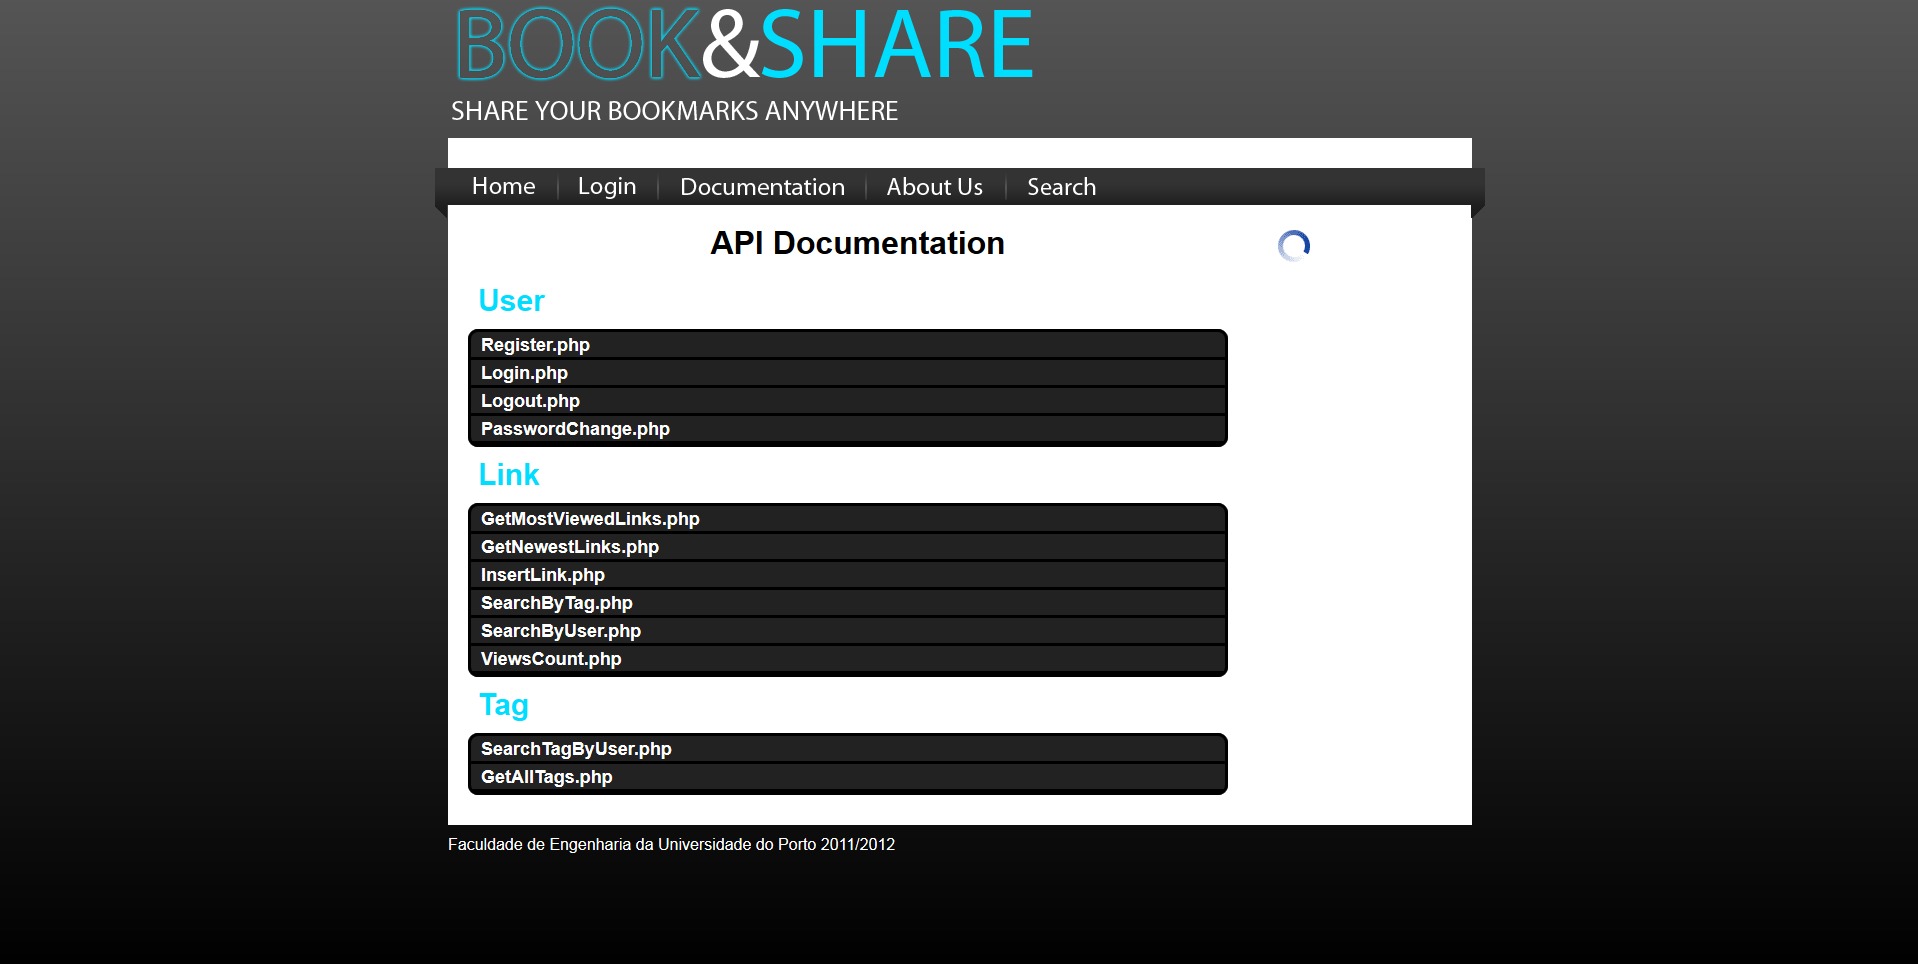 BOOK&SHARE
SHARE YOUR BOOKMARKS ANYWHERE
Home Login Documentation About Us Search
API Documentation
User
Register.php
Login.php
Logout.php
PasswordChange.php
Link
GetMostViewedLinks.php
GetNewestLinks.php
InsertLink.php
SearchByTag.php
SearchByUser.php
ViewsCount.php
Tag
SearchTagByUser.php
GetAllTags.php
Faculdade de Engenharia da Universidade do Porto 2011/2012